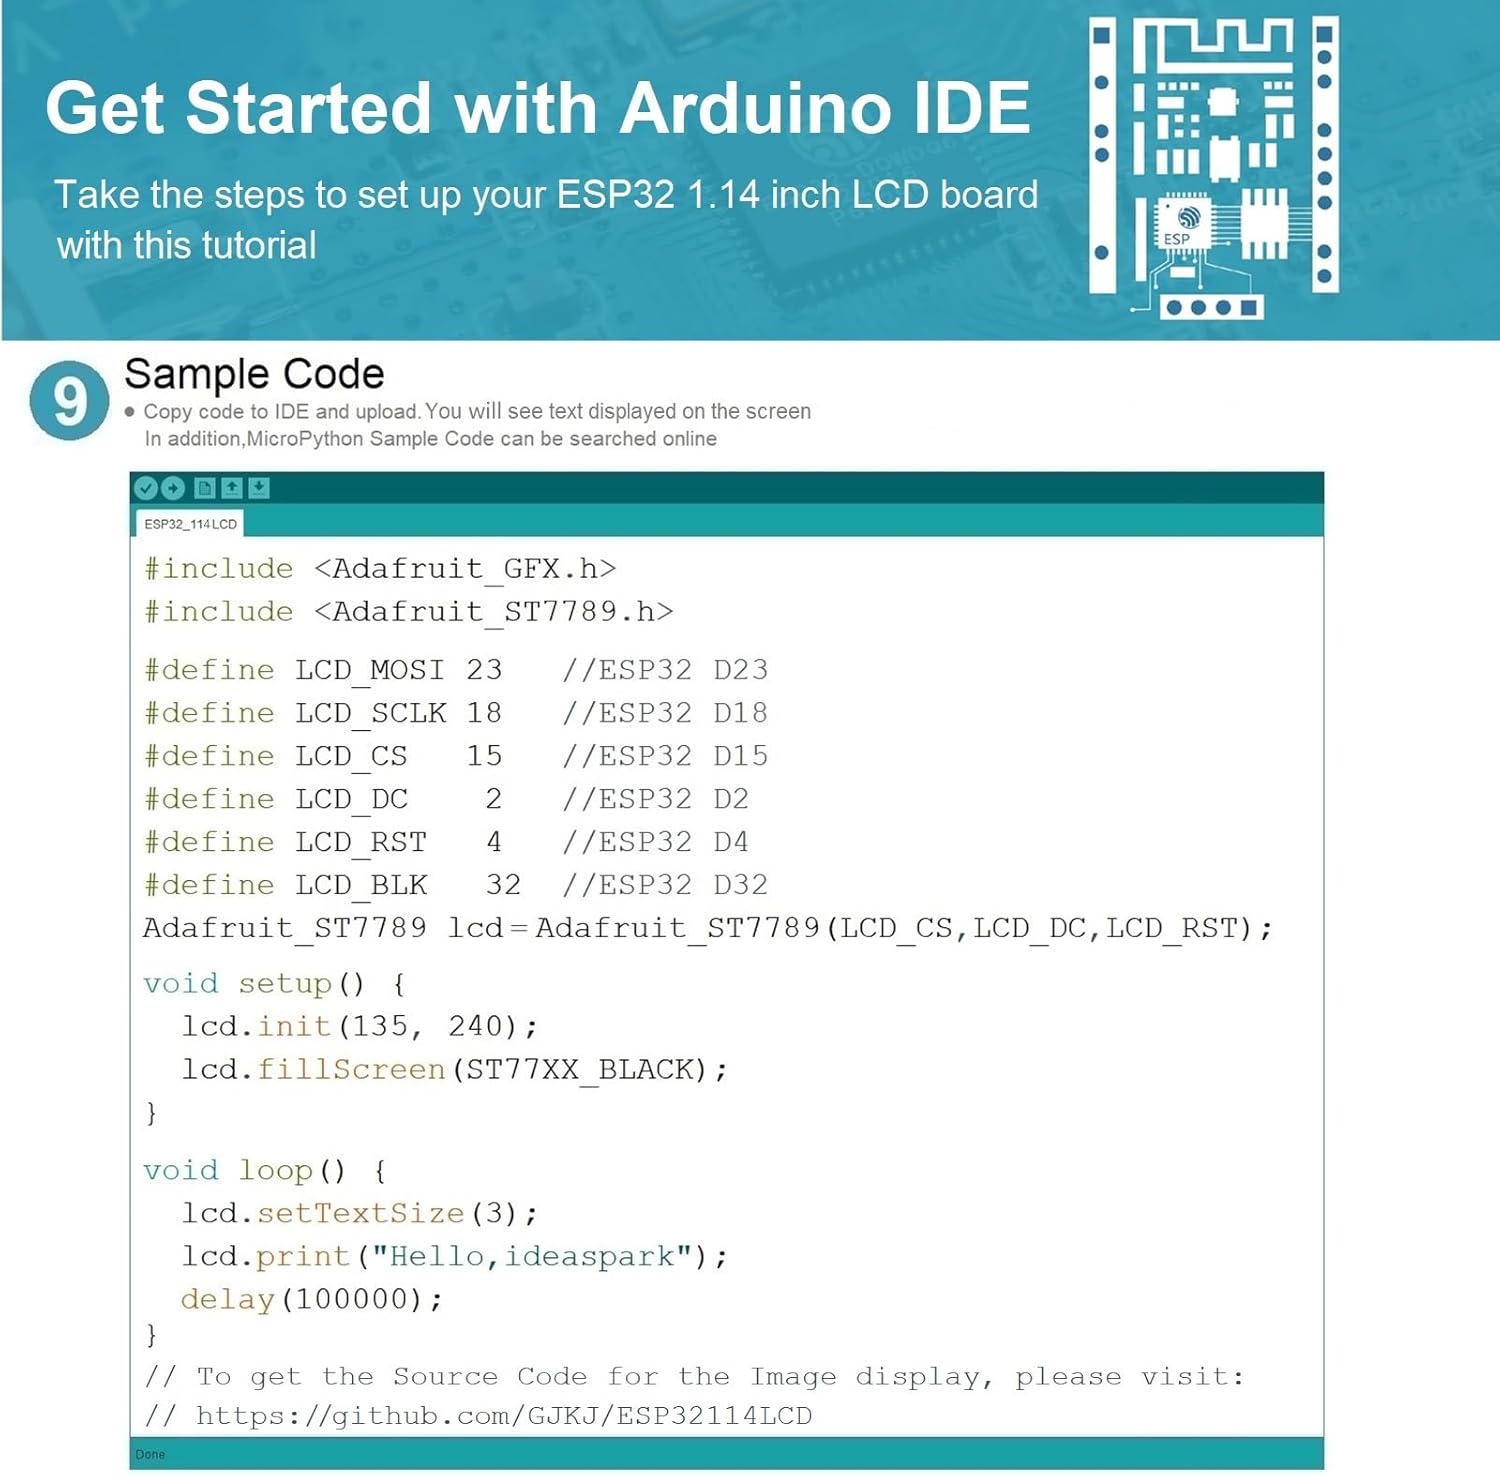 Get Started with Arduino IDE
Take the steps to set up your ESP32 1.14 inch LCD board
with this tutorial
ESP
9
Sample Code
• Copy code to IDE and upload.You will see text displayed on the screen
In addition,MicroPython Sample Code can be searched online
ESP32_114LCD
#include <Adafruit_GFX.h>
#include <Adafruit_ST7789.h>
#define LCD_MOSI 23   //ESP32 D23
#define LCD_SCLK 18   //ESP32 D18
#define LCD_CS   15   //ESP32 D15
#define LCD_DC    2   //ESP32 D2
#define LCD_RST   4   //ESP32 D4
#define LCD_BLK   32  //ESP32 D32
Adafruit_ST7789 lcd=Adafruit_ST7789(LCD_CS,LCD_DC,LCD_RST);
void setup() {
  lcd.init(135, 240);
  lcd.fillScreen(ST77XX_BLACK);
}
void loop() {
  lcd.setTextSize(3);
  lcd.print("Hello,ideaspark");
  delay(100000);
}
// To get the Source Code for the Image display, please visit:
// https://github.com/GJKJ/ESP32114LCD
Done